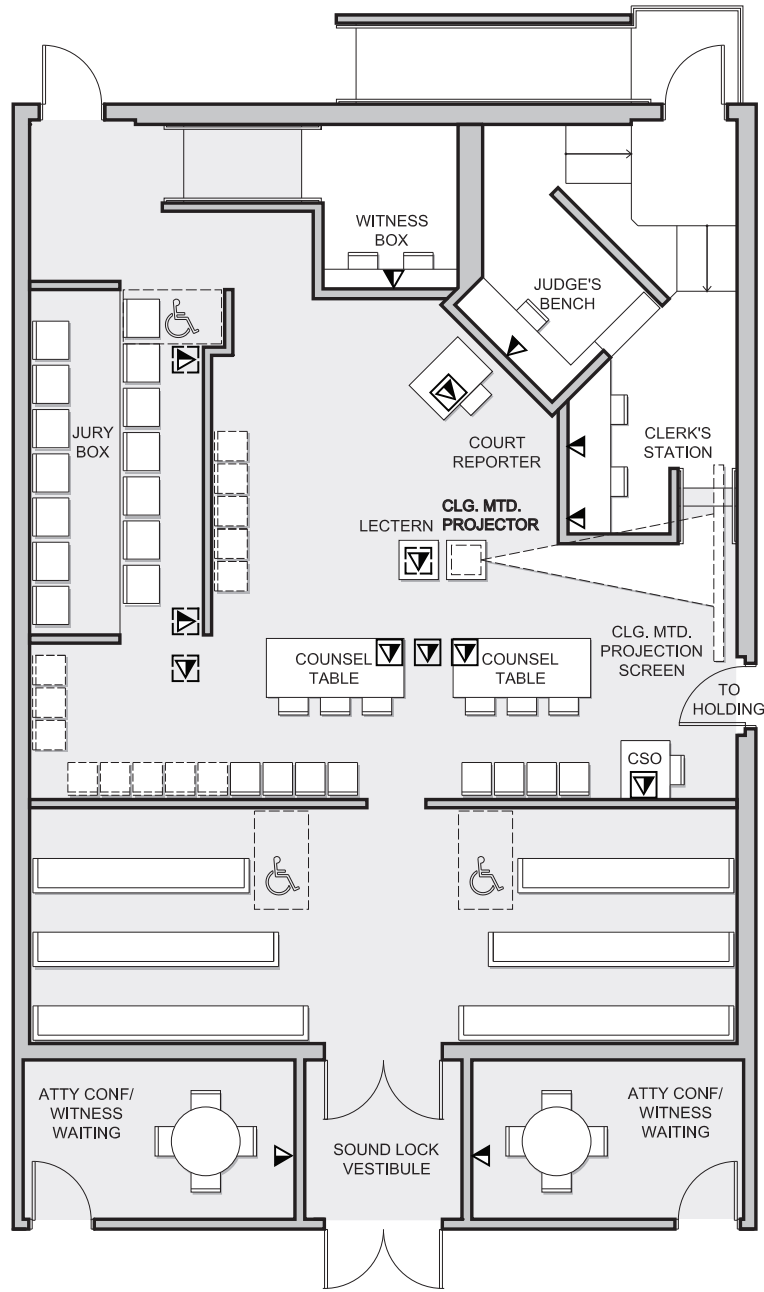 WITNESS
BOX
JUDGE'S
BENCH
JURY
BOX
COURT
REPORTER
CLERK'S
STATION
LECTERN
CLG. MTD.
PROJECTOR
CLG. MTD.
PROJECTION
SCREEN
COUNSEL
TABLE
COUNSEL
TABLE
TO
HOLDING
CSO
ATTY CONF/
WITNESS
WAITING
SOUND LOCK
VESTIBULE
ATTY CONF/
WITNESS
WAITING